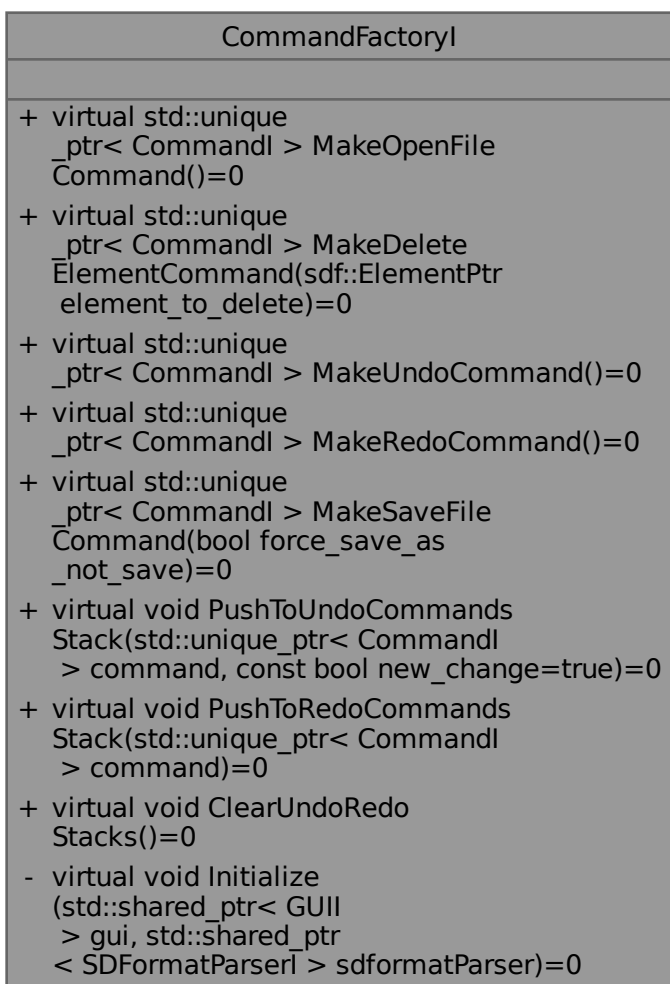 CommandFactoryI
+ virtual std::unique
_ptr< CommandI > MakeOpenFile
Command()=0
+ virtual std::unique
_ptr< CommandI > MakeDelete
ElementCommand(sdf::ElementPtr
element_to_delete)=0
+ virtual std::unique
_ptr< CommandI > MakeUndoCommand()=0
+ virtual std::unique
_ptr< CommandI > MakeRedoCommand()=0
+ virtual std::unique
_ptr< CommandI > MakeSaveFile
Command(bool force_save_as
_not_save)=0
+ virtual void PushToUndoCommands
Stack(std::unique_ptr< CommandI
> command, const bool new_change=true)=0
+ virtual void PushToRedoCommands
Stack(std::unique_ptr< CommandI
> command)=0
+ virtual void ClearUndoRedo
Stacks()=0
- virtual void Initialize
(std::shared_ptr< GUII
> gui, std::shared_ptr
< SDFormatParserI > sdformatParser)=0